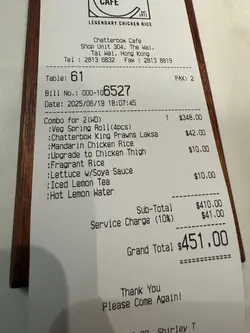 CAFE
LEGENDARY CHICKEN RICE
Chatterbox Cafe
Shop Unit 304, The Wai,
Tai Wai, Hong Kong
Tel : 2813 6832 Fax : 2813 8819
Table: 61 PAX: 2
Bill No.: 000-106527
Date: 2025/08/19 18:07:45
Combo for 2(WD) 1 $348.00
:Veg Spring Roll(4pcs)
:Chatterbox King Prawns Laksa $42.00
:Mandarin Chicken Rice
:Upgrade to Chicken Thigh $10.00
:Fragrant Rice
:Lettuce w/Soya Sauce
:Iced Lemon Tea $10.00
:Hot Lemon Water
Sub-Total $410.00
Service Charge (10%) $41.00
Grand Total $451.00
Thank You
Please Come Again!
Shirley T